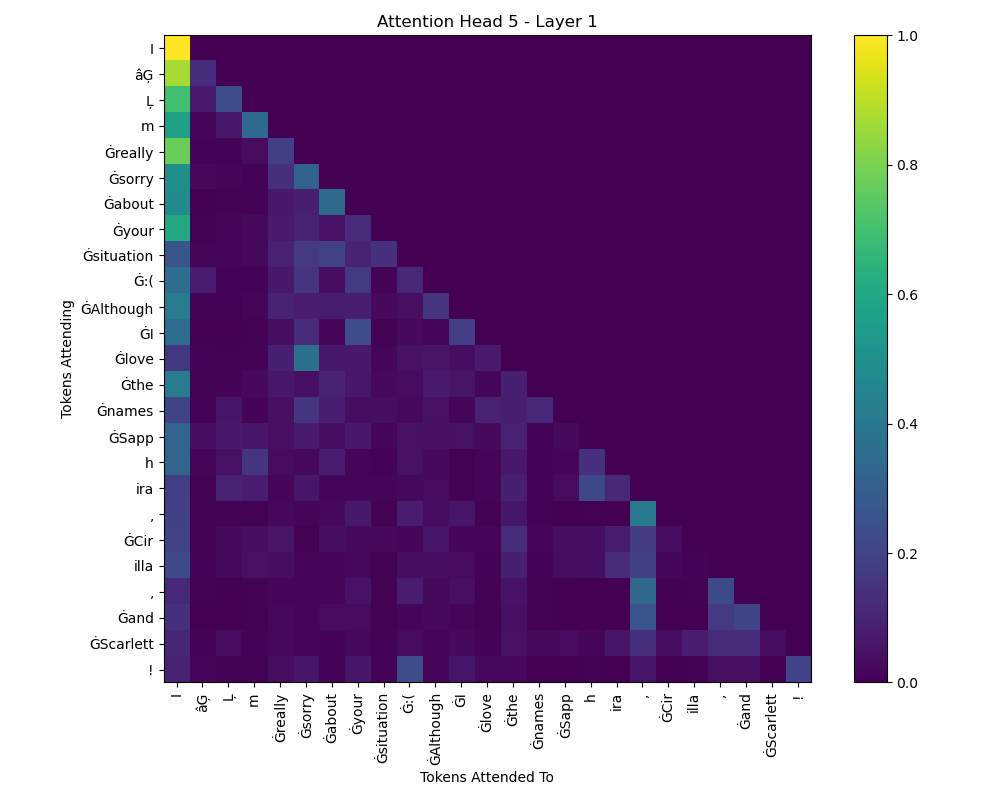 Attention Head 5 - Layer 1
I
âĢ
Ļ
m
Ġreally
Ġsorry
Ġabout
Ġyour
Ġsituation
Ġ:(
ĠAlthough
ĠI
Ġlove
Ġthe
Ġnames
ĠSapp
h
ira
,
ĠCir
illa
,
Ġand
ĠScarlett
!
Tokens Attending
I
âĢ
Ļ
m
Ġreally
Ġsorry
Ġabout
Ġyour
Ġsituation
Ġ:(
ĠAlthough
ĠI
Ġlove
Ġthe
Ġnames
ĠSapp
h
ira
,
ĠCir
illa
,
Ġand
ĠScarlett
!
Tokens Attended To
1.0
0.8
0.6
0.4
0.2
0.0